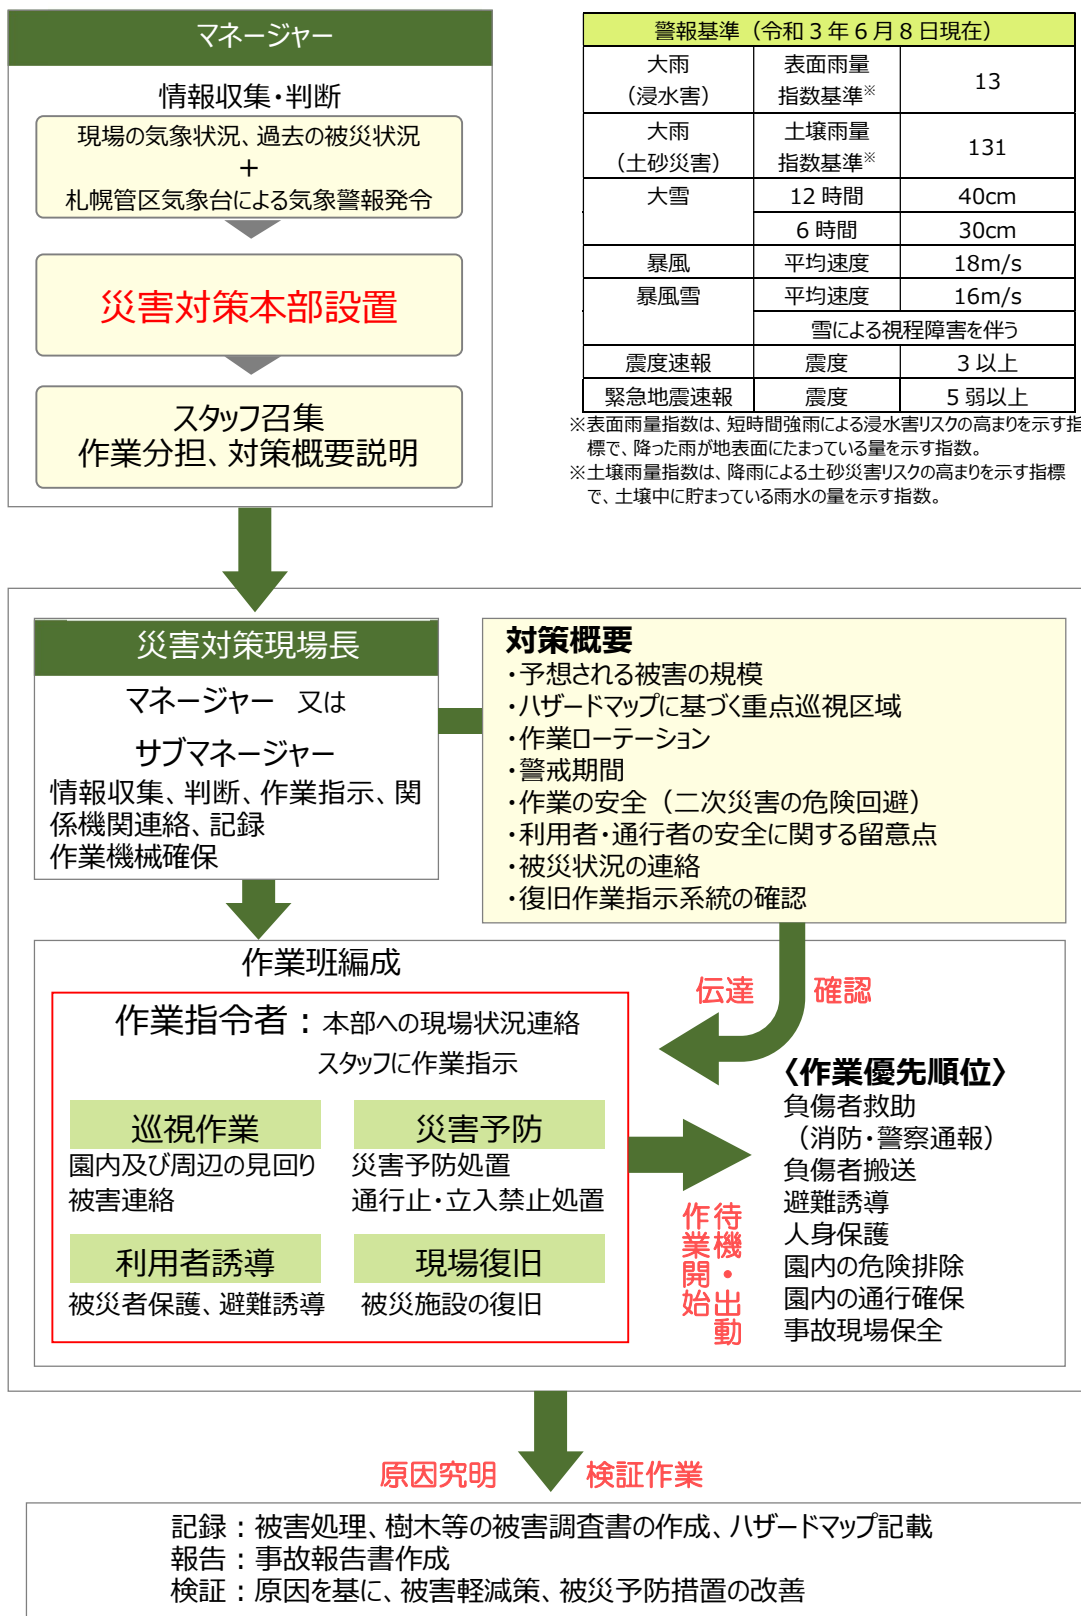 マネージャー
情報収集・判断
現場の気象状況、過去の被災状況
+
札幌管区気象台による気象警報発令
災害対策本部設置
スタッフ召集
作業分担、対策概要説明
警報基準（令和３年６月８日現在）
大雨 表面雨量 13
（浸水害） 指数基準※
大雨 土壌雨量 131
（土砂災害） 指数基準※
大雪 12 時間 40cm
6 時間 30cm
暴風 平均速度 18m/s
暴風雪 平均速度 16m/s
雪による視程障害を伴う
震度速報 震度 3 以上
緊急地震速報 震度 5 弱以上
※表面雨量指数は、短時間強雨による浸水害リスクの高まりを示す指
標で、降った雨が地表面にたまっている量を示す指数。
※土壌雨量指数は、降雨による土砂災害リスクの高まりを示す指標
で、土壌中に貯まっている雨水の量を示す指数。
災害対策現場長
マネージャー 又は
サブマネージャー
情報収集、判断、作業指示、関
係機関連絡、記録
作業機械確保
対策概要
・予想される被害の規模
・ハザードマップに基づく重点巡視区域
・作業ローテーション
・警戒期間
・作業の安全（二次災害の危険回避）
・利用者・通行者の安全に関する留意点
・被災状況の連絡
・復旧作業指示系統の確認
作業班編成
伝達 確認
作業指令者：本部への現場状況連絡
スタッフに作業指示
巡視作業
園内及び周辺の見回り
被害連絡
災害予防
災害予防処置
通行止・立入禁止処置
利用者誘導
被災者保護、避難誘導
現場復旧
被災施設の復旧
待機・出動
作業開始
〈作業優先順位〉
負傷者救助
（消防・警察通報）
負傷者搬送
避難誘導
人身保護
園内の危険排除
園内の通行確保
事故現場保全
原因究明 検証作業
記録：被害処理、樹木等の被害調査書の作成、ハザードマップ記載
報告：事故報告書作成
検証：原因を基に、被害軽減策、被災予防措置の改善